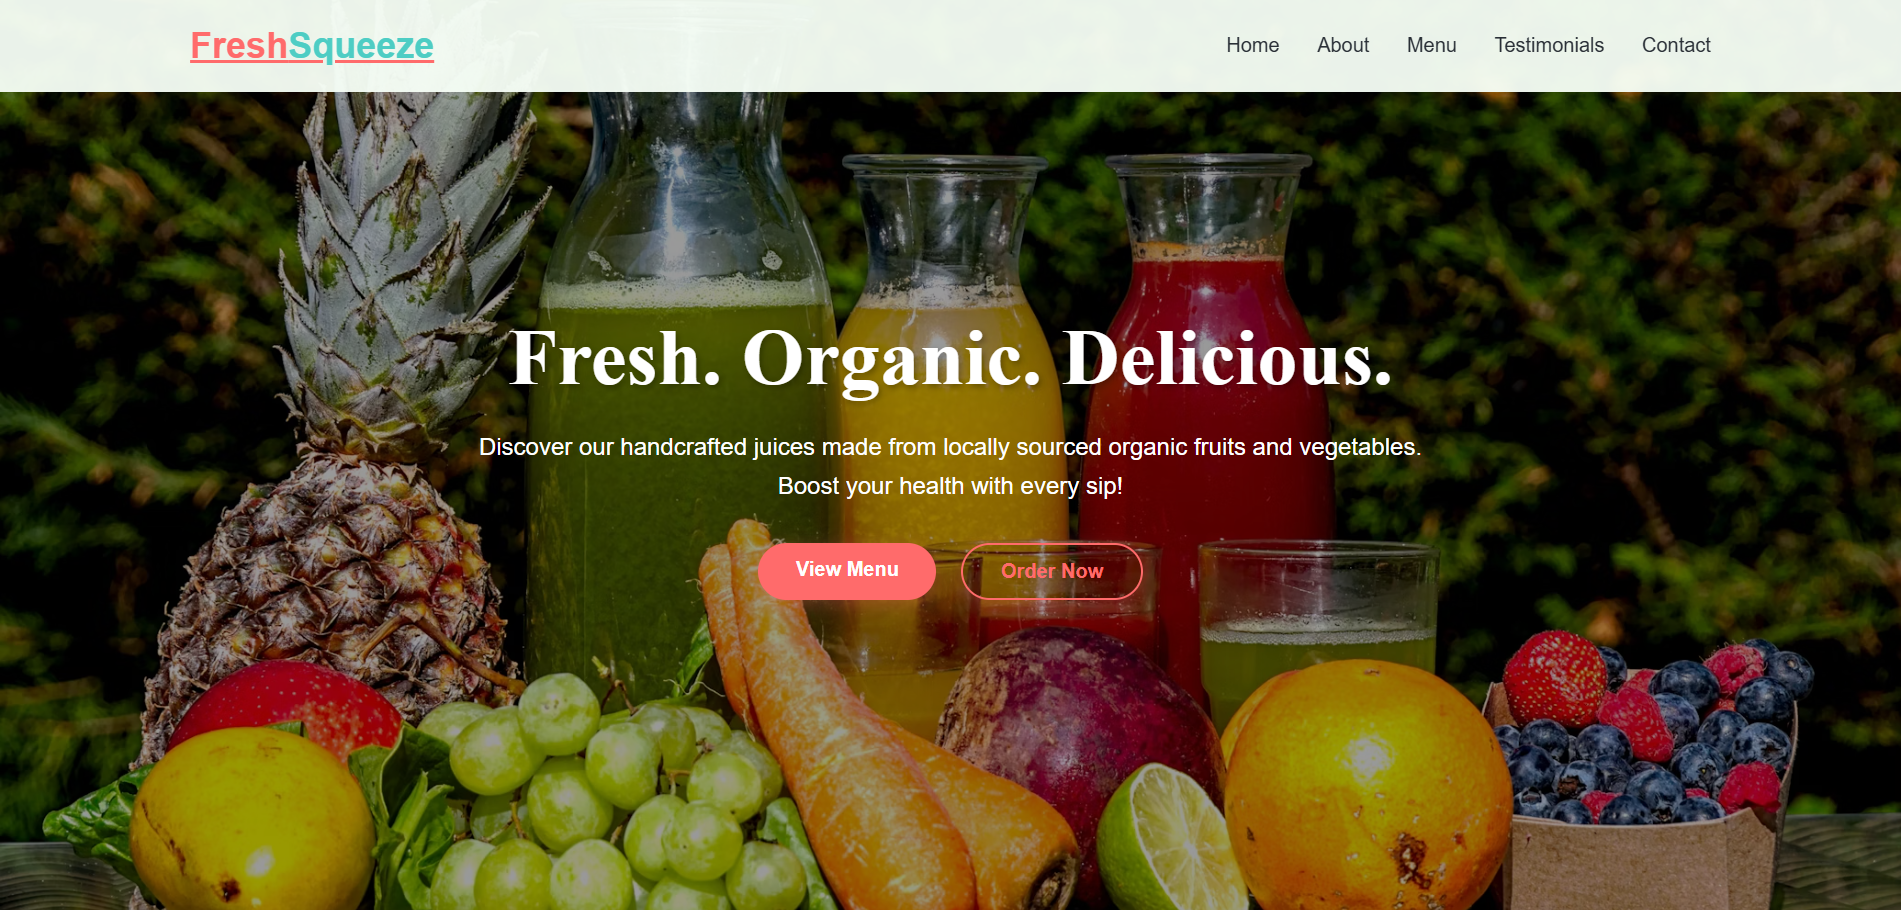 FreshSqueeze
Home About Menu Testimonials Contact
Fresh. Organic. Delicious.
Discover our handcrafted juices made from locally sourced organic fruits and vegetables.
Boost your health with every sip!
View Menu
Order Now